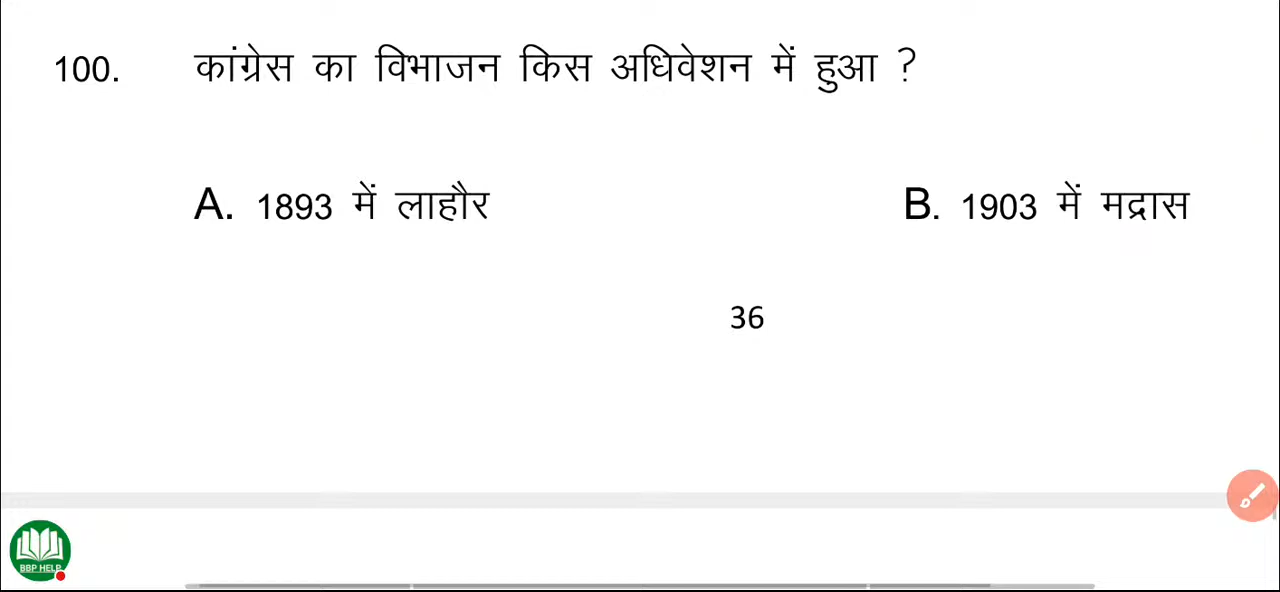 100. कांग्रेस का विभाजन किस अधिवेशन में हुआ ?
A. 1893 में लाहौर B. 1903 में मद्रास
36
BBP HELP